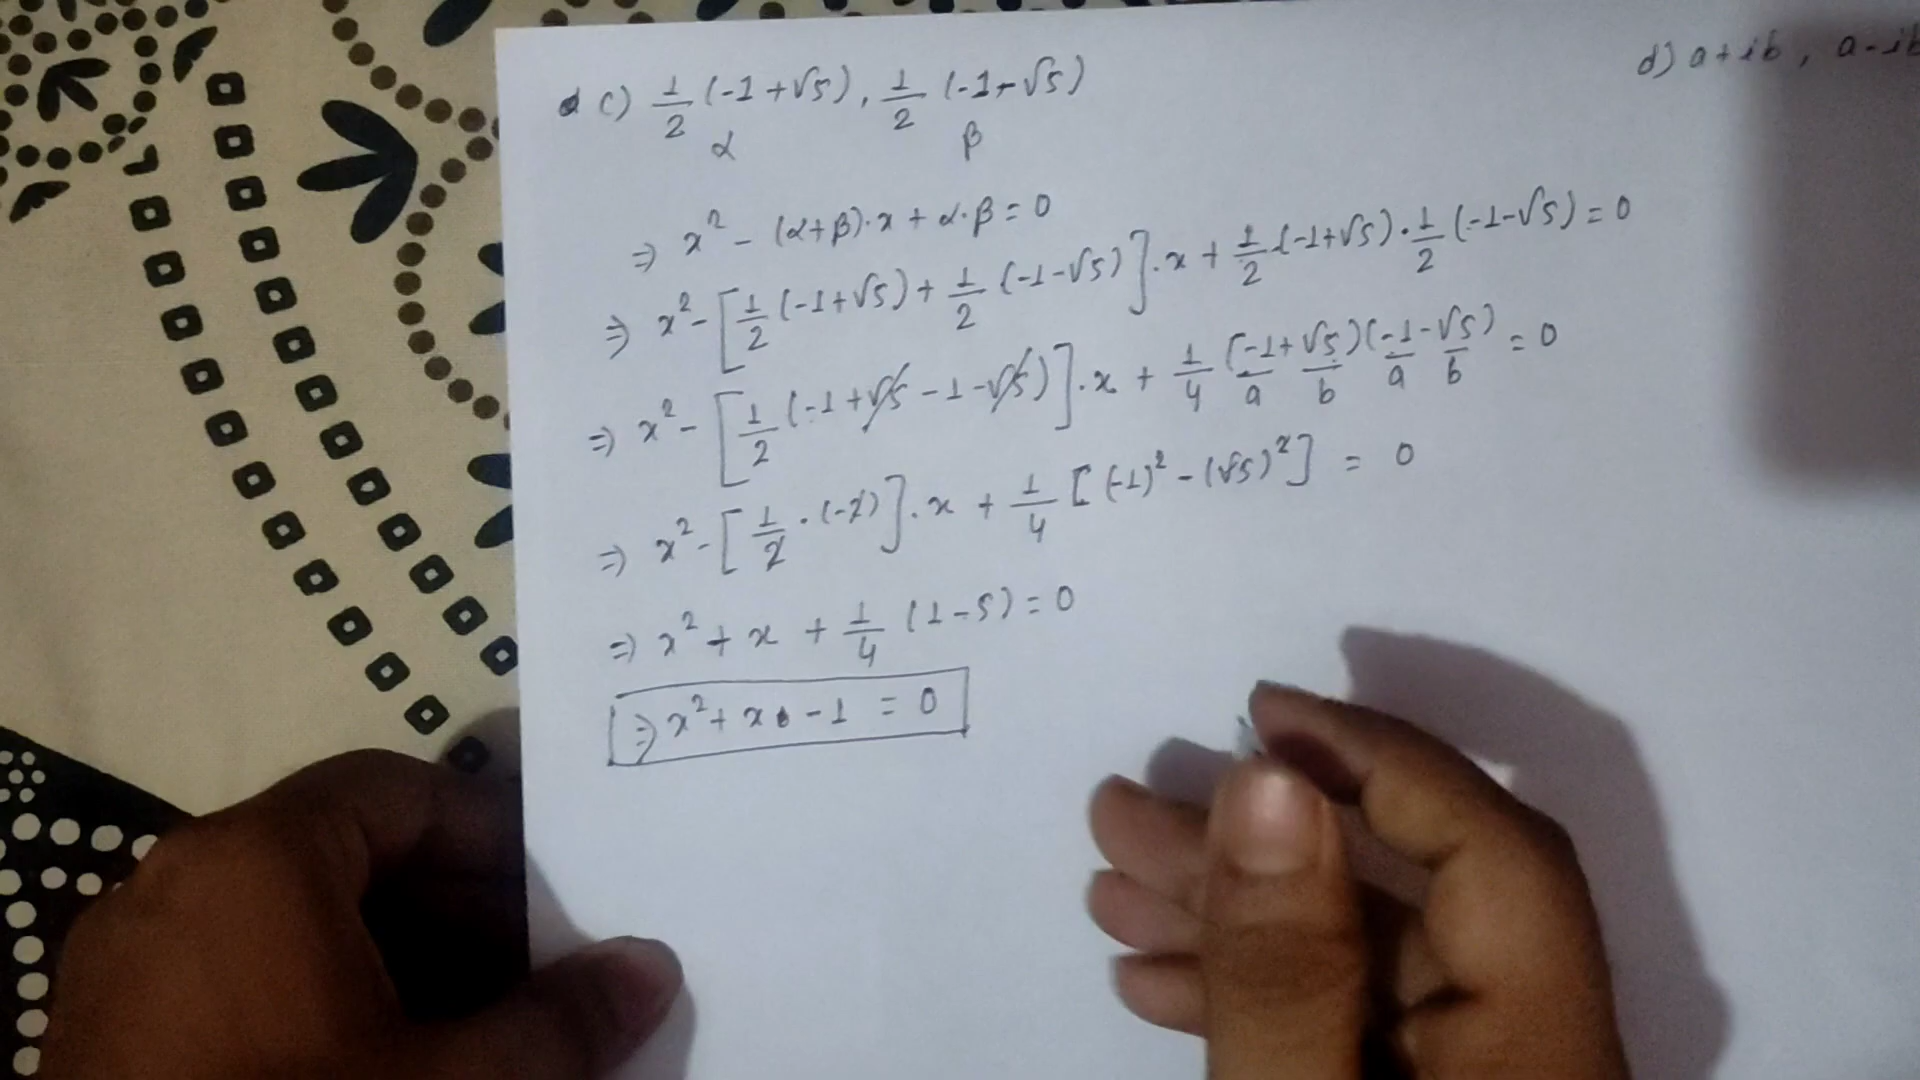 c) 1/2 (-1+√5), 1/2 (-1-√5)
α β
⇒ x² - (α+β)·x + α·β = 0
⇒ x² - [1/2 (-1+√5) + 1/2 (-1-√5)]·x + 1/2 (-1+√5)·1/2 (-1-√5) = 0
⇒ x² - [1/2 (-1+√5 -1-√5)]·x + 1/4 (-1+√5)(-1-√5) = 0
a b a b
⇒ x² - [1/2 · (-2)]·x + 1/4 [(-1)² - (√5)²] = 0
⇒ x² + x + 1/4 (1-5) = 0
⇒ x² + x - 1 = 0
d) a+ib, a-ib